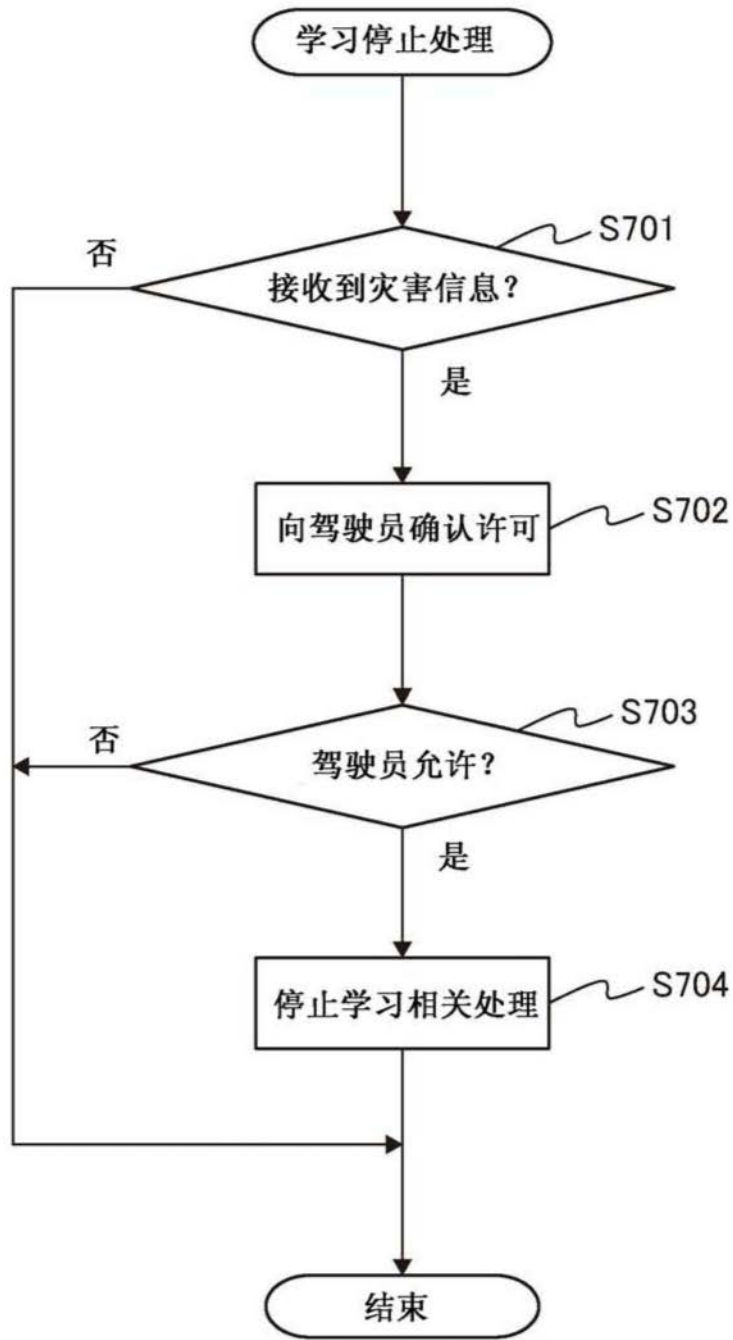 学习停止处理
S701
否
接收到灾害信息?
是
向驾驶员确认许可
S702
S703
否
驾驶员允许?
是
停止学习相关处理
S704
结束